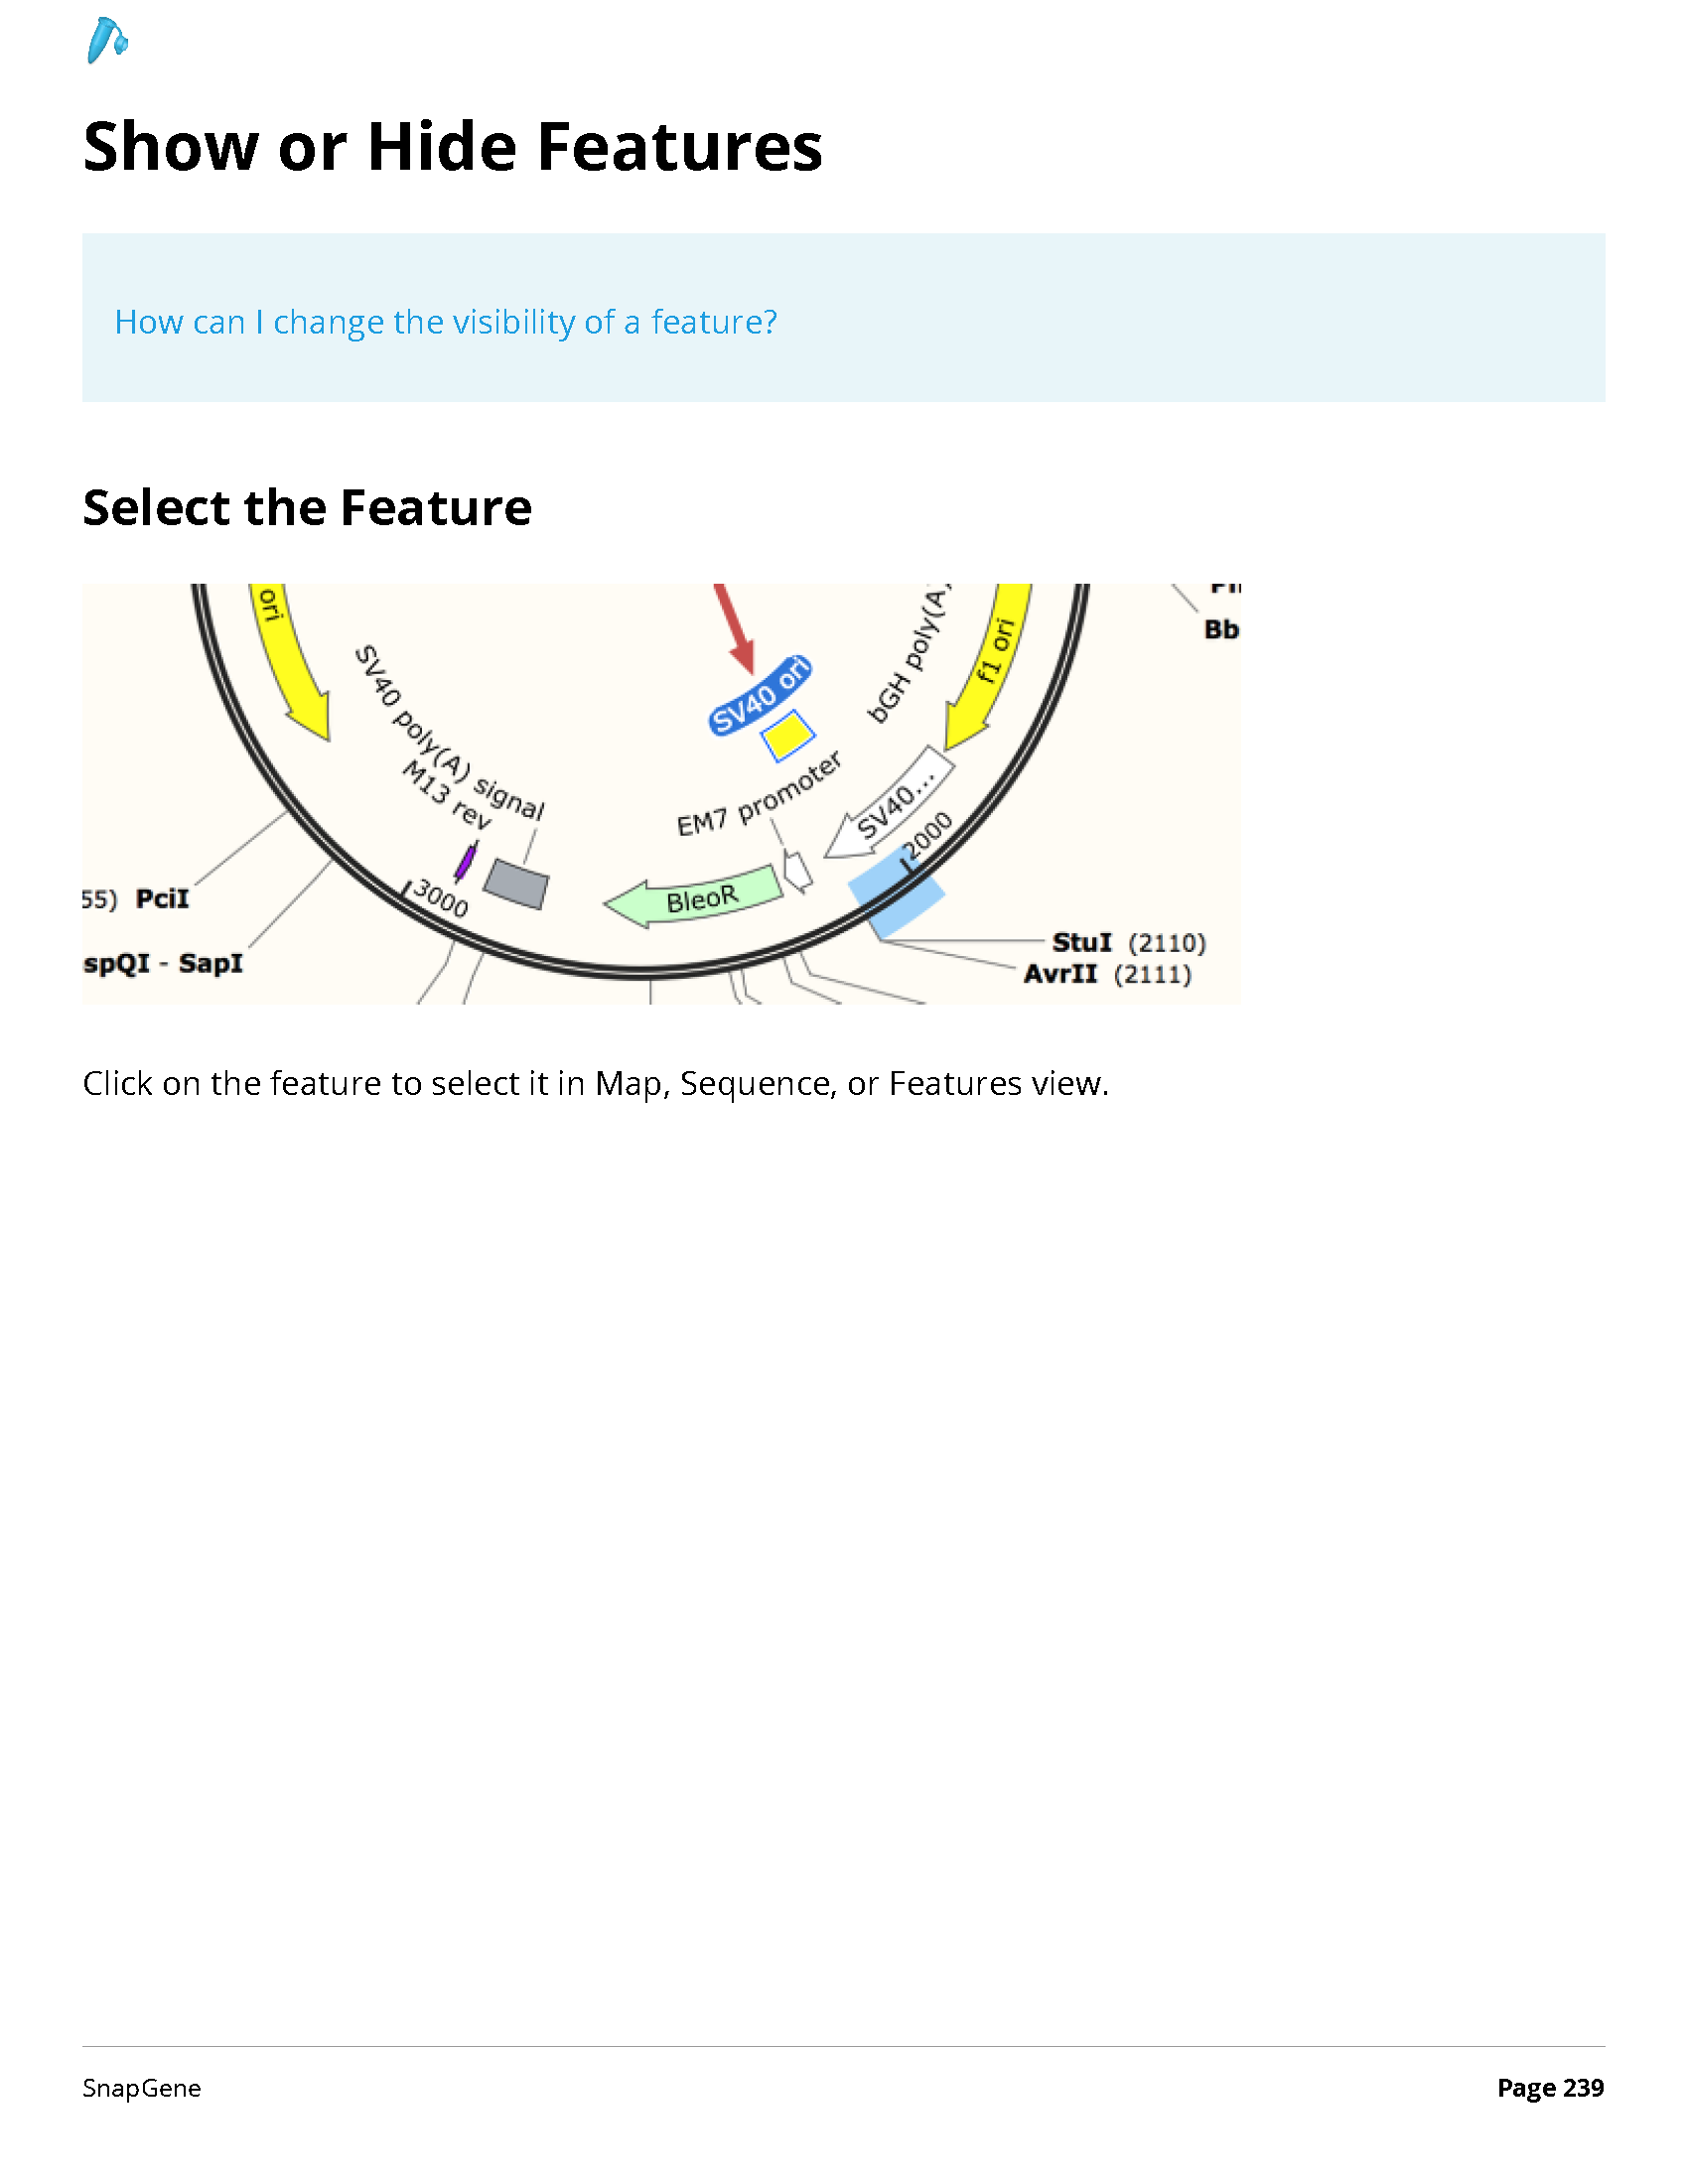 Show or Hide Features
How can I change the visibility of a feature?
Select the Feature
ori
SV40 poly(A) signal
M13 rev
SV40 ori
bGH poly(A)
f1 ori
Bb
EM7 promoter
SV40...
2000
BleoR
3000
55) PciI
spQI - SapI
StuI (2110)
AvrII (2111)
Click on the feature to select it in Map, Sequence, or Features view.
SnapGene
Page 239